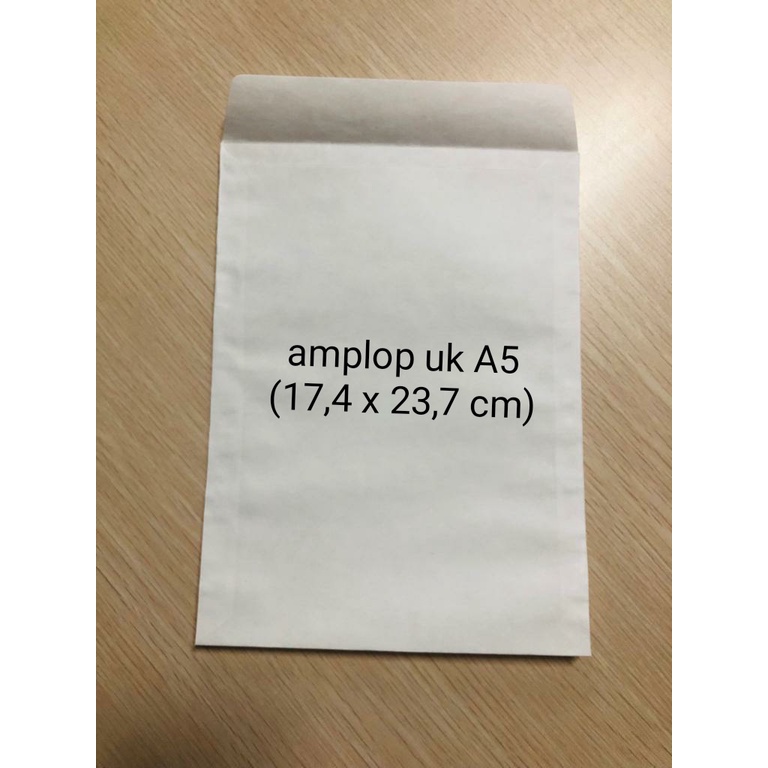 amplop uk A5
(17,4 x 23,7 cm)